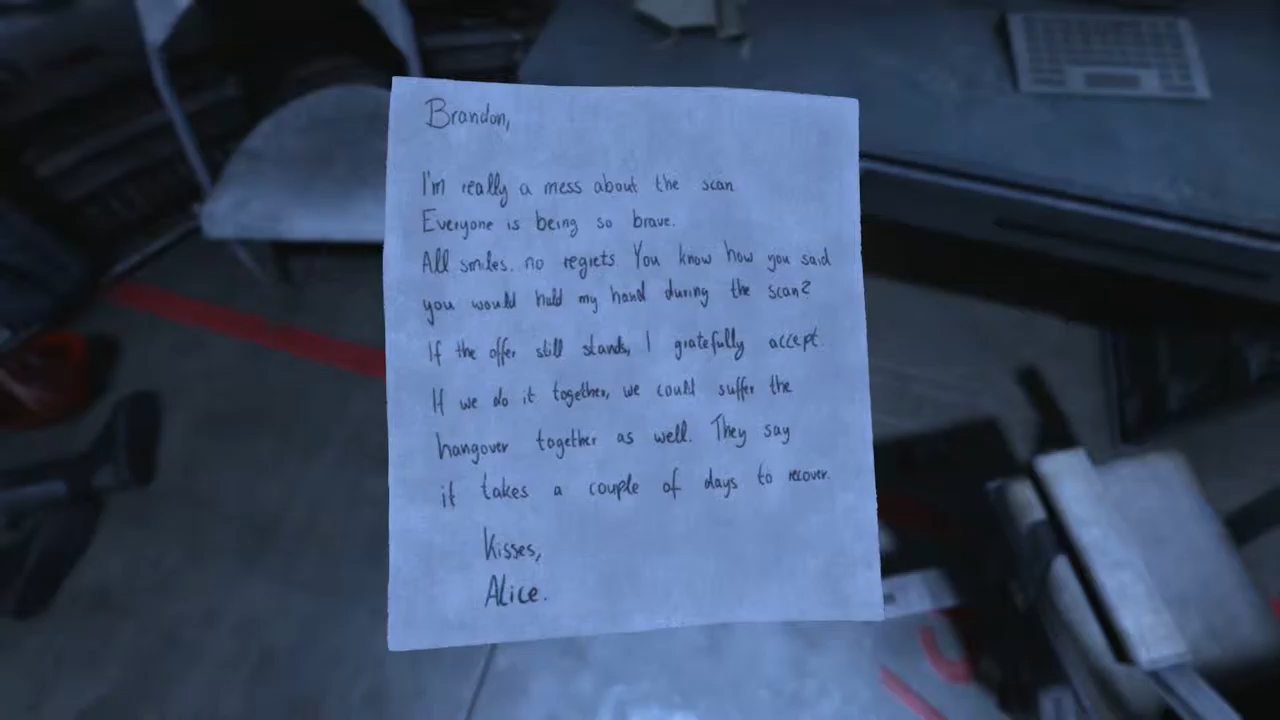 Brandon,
I'm really a mess about the scan
Everyone is being so brave.
All smiles. no regrets. You know how you said
you would hold my hand during the scan?
If the offer still stands, I gratefully accept.
If we do it together, we could suffer the
hangover together as well. They say
it takes a couple of days to recover.
Kisses,
Alice.